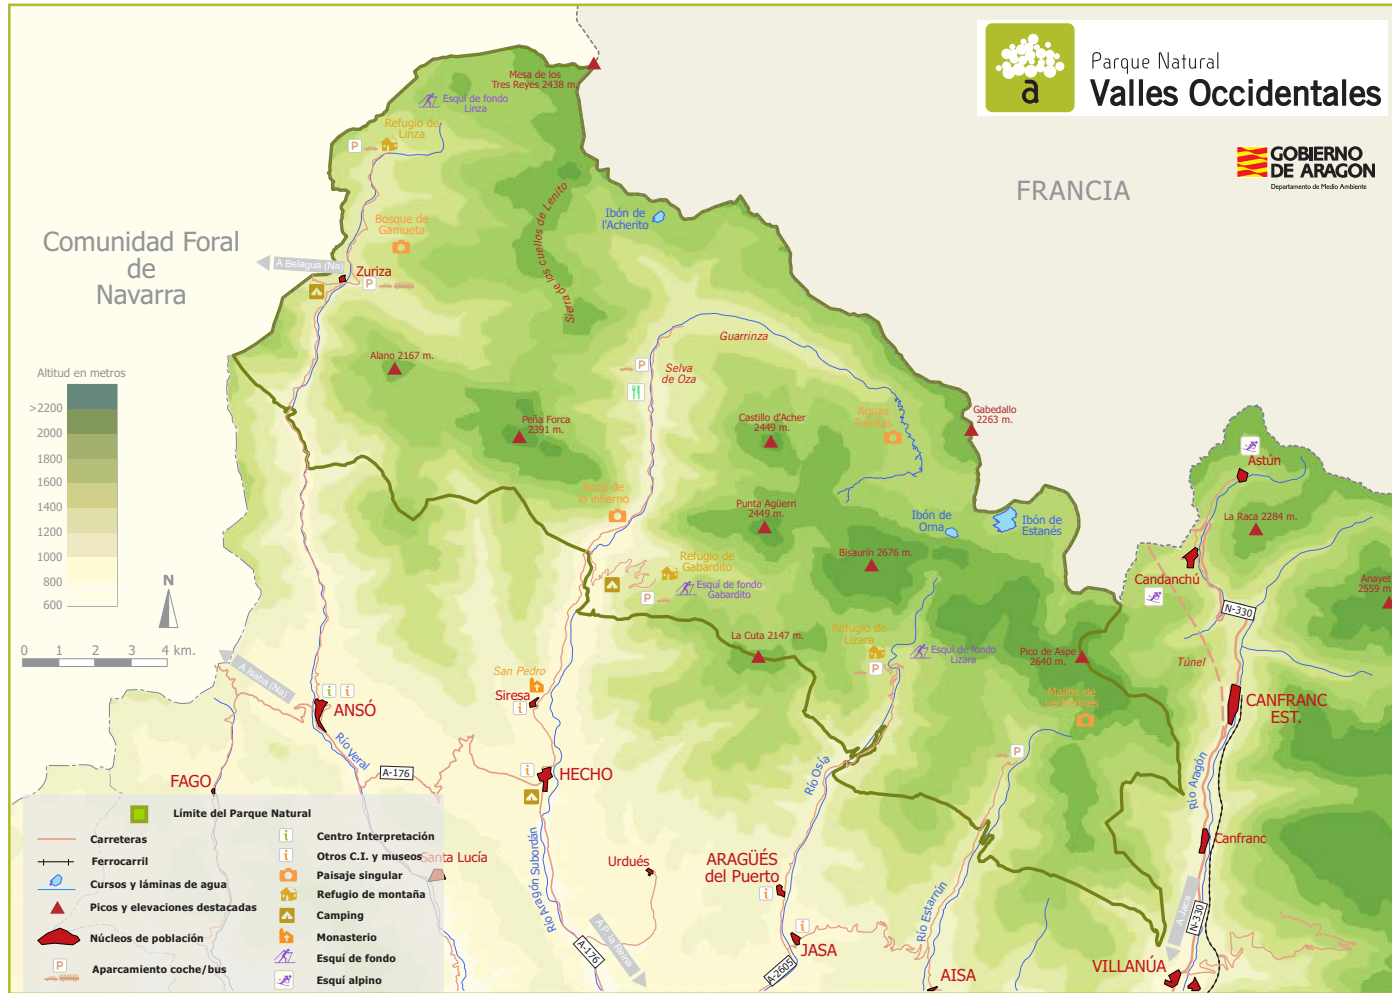 Parque Natural
Valles Occidentales
a
GOBIERNO
DE ARAGON
Departamento de Medio Ambiente
FRANCIA
Comunidad Foral
de
Navarra
Mesa de los
Tres Reyes 2438 m.
Esquí de fondo
Linza
Refugio de
Linza
P
Bosque de
Gamueta
A Belagua (Na)
Zuriza
P
Sierra de los cuellos de Lenito
Ibón de
l'Acherito
Guarrinza
Selva
de Oza
P
Alano 2167 m.
Peña Forca
2391 m.
Castillo d'Acher
2449 m.
Aguas
Tuertas
Gabedallo
2263 m.
Boca de
lo Infierno
Punta Agüerri
2449 m.
Ibón de
Orna
Ibón de
Estanés
Bisaurín 2676 m.
Astún
La Raca 2284 m.
Candanchú
N-330
Anayet
2559 m.
Túnel
Refugio de
Gabardito
Esquí de fondo
Gabardito
P
La Cuta 2147 m.
Refugio de
Lizara
Esquí de fondo
Lizara
P
Pico de Aspe
2640 m.
Mallos de
CANFRANC
EST.
Altitud en metros
>2200
2000
1800
1600
1400
1200
1000
800
600
N
0 1 2 3 4 km.
A Isaba (Na)
i i
ANSÓ
San Pedro
Siresa
i
Río Veral
A-176
FAGO
i
HECHO
Río Osía
P
Río Aragón
Canfranc
Santa Lucía
Urdués
ARAGÜÉS
del Puerto
i
Río Aragón Subordán
A P. la Reina
A-176
i
JASA
A-2605
Río Estarrún
AISA
A Jaca
N-330
VILLANÚA
Límite del Parque Natural
Carreteras
Ferrocarril
Cursos y láminas de agua
Picos y elevaciones destacadas
Núcleos de población
P
Aparcamiento coche/bus
i
Centro Interpretación
i
Otros C.I. y museos
Paisaje singular
Refugio de montaña
Camping
Monasterio
Esquí de fondo
Esquí alpino